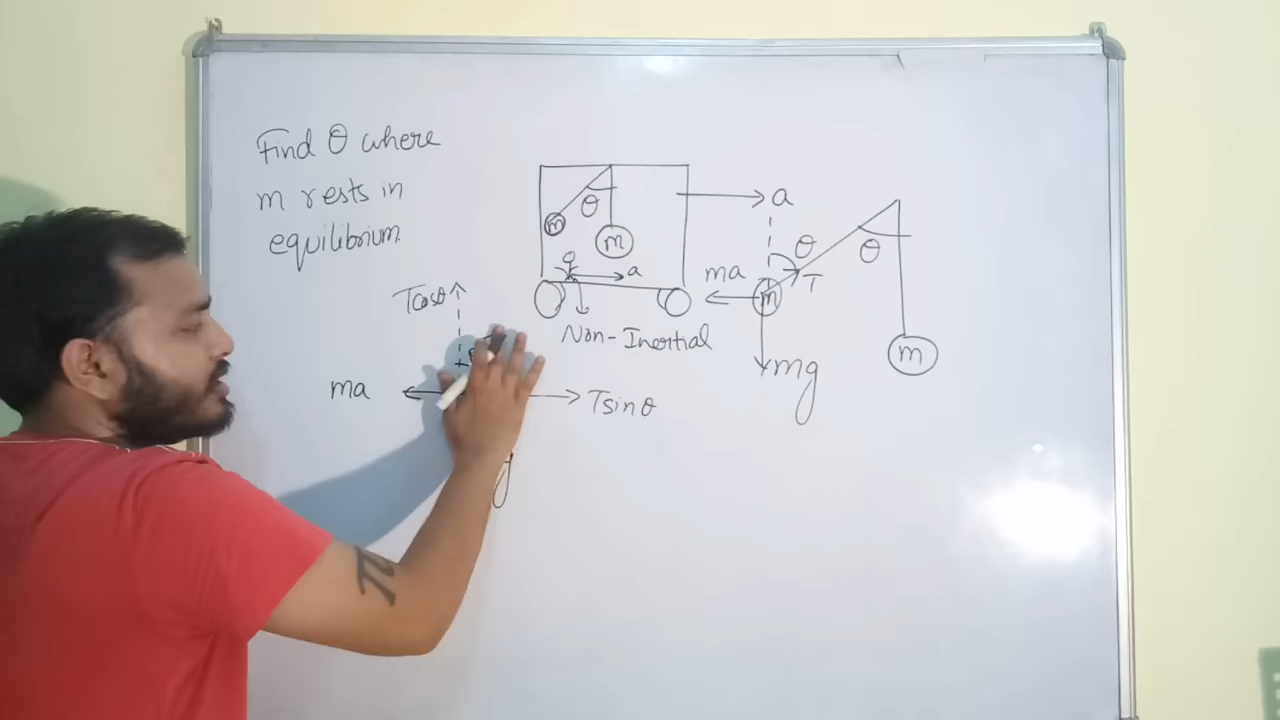 Find θ where
m rests in
equilibrium.
a
θ
m
m
a
Non-Inertial
θ
θ
ma
T
m
mg
m
Tcosθ
ma
Tsinθ
g